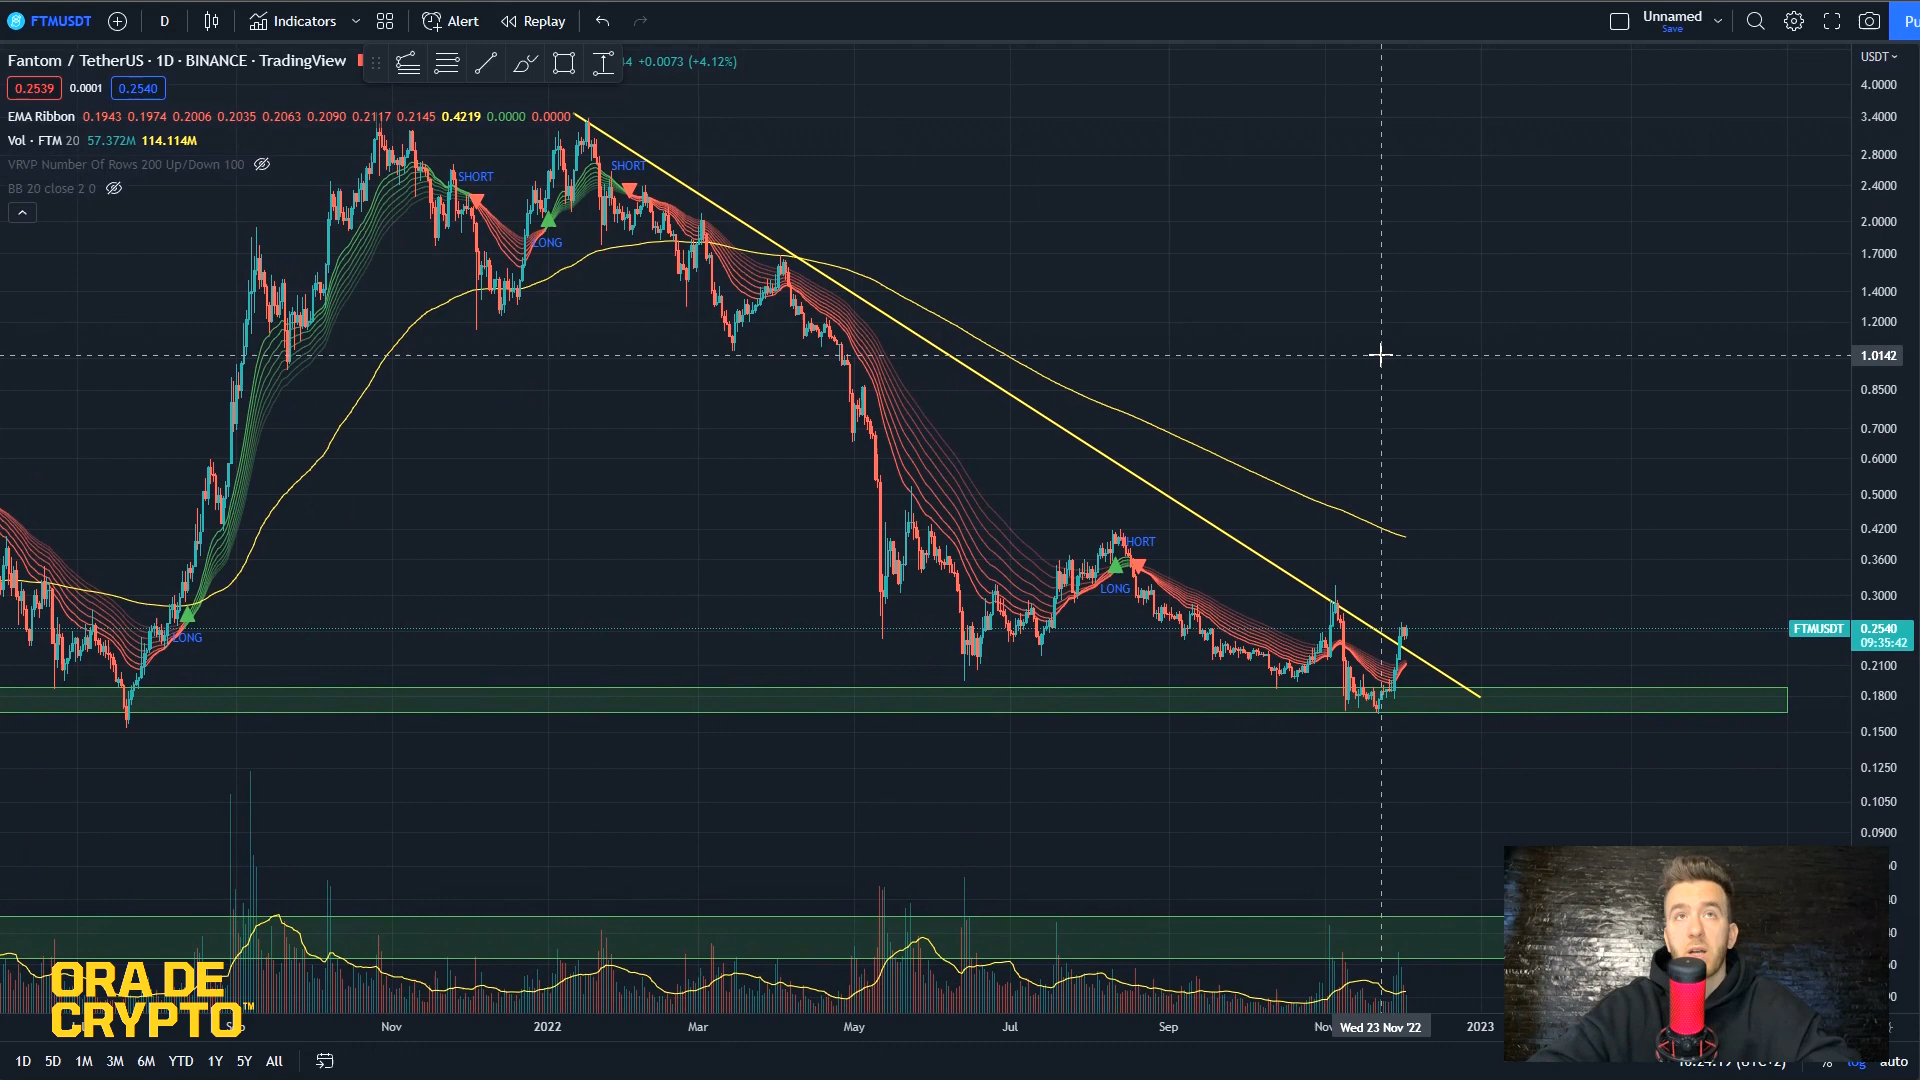 FTMUSDT D Indicators Alert Replay Unnamed
Save
Fantom / TetherUS · 1D · BINANCE · TradingView +0.0073 (+4.12%) USDT
0.2539 0.0001 0.2540
EMA Ribbon 0.1943 0.1974 0.2006 0.2035 0.2063 0.2090 0.2117 0.2145 0.4219 0.0000 0.0000
Vol · FTM 20 57.372M 114.114M
VRVP Number Of Rows 200 Up/Down 100
BB 20 close 2 0
4.0000
3.4000
2.8000
2.4000
2.0000
1.7000
1.4000
1.2000
1.0142
0.8500
0.7000
0.6000
0.5000
0.4200
0.3600
0.3000
FTMUSDT 0.2540
09:35:42
0.2100
0.1800
0.1500
0.1250
0.1050
0.0900
SHORT
SHORT
LONG
HORT
LONG
LONG
ORA DE
CRYPTO™
Nov 2022 Mar May Jul Sep Wed 23 Nov '22 2023
1D 5D 1M 3M 6M YTD 1Y 5Y All % log auto